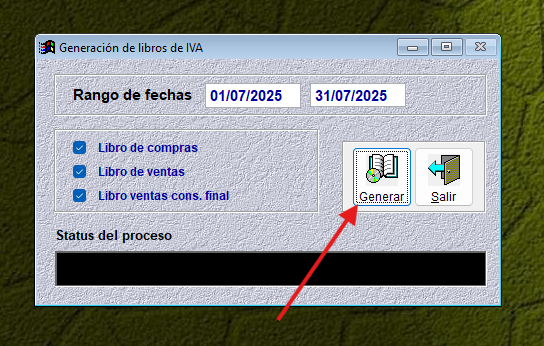 Generación de libros de IVA
Rango de fechas 01/07/2025 31/07/2025
Libro de compras
Libro de ventas
Libro ventas cons. final
Generar Salir
Status del proceso